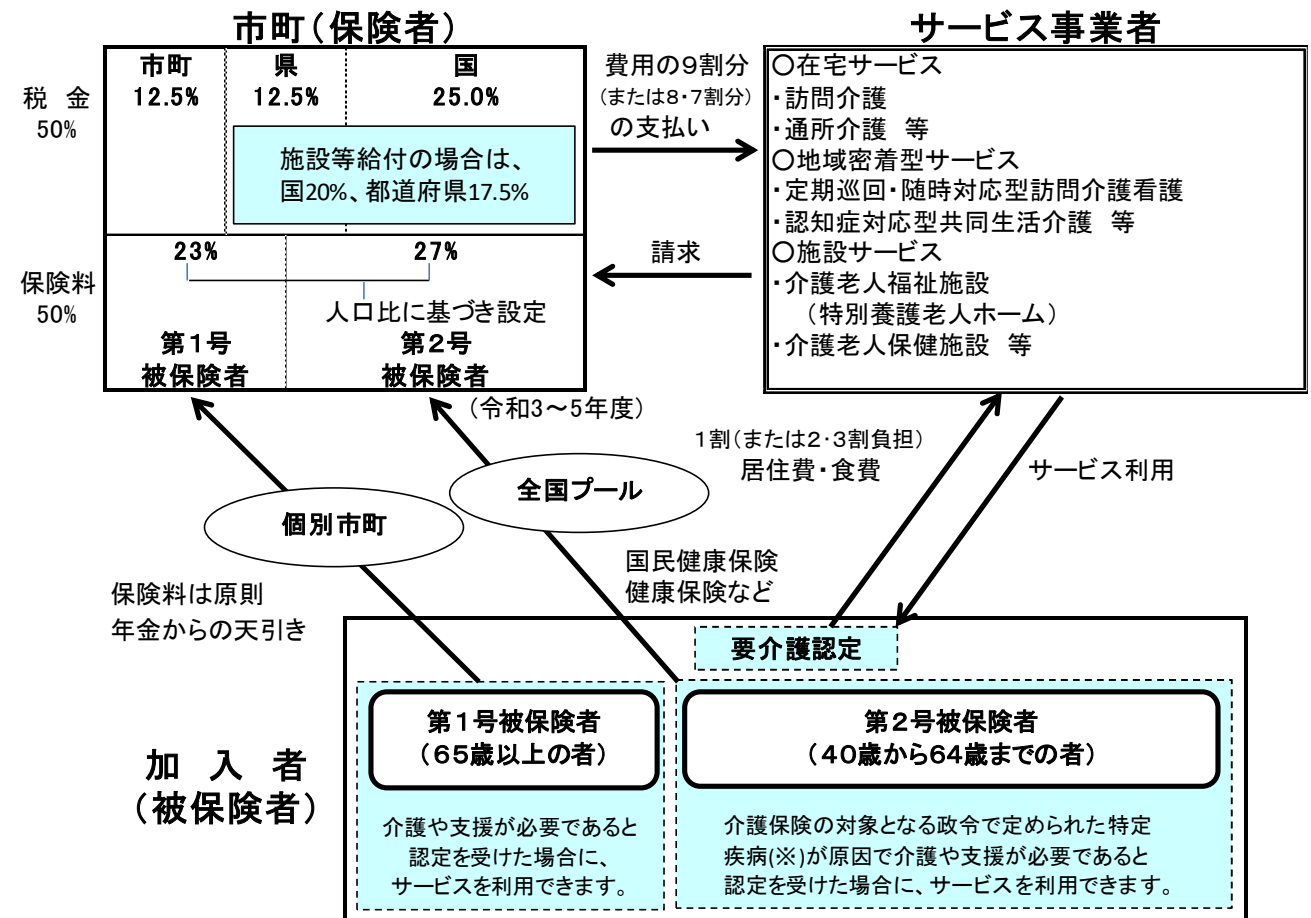 市町(保険者)
サービス事業者
税 金
50%
市町
12.5%
県
12.5%
国
25.0%
施設等給付の場合は、
国20%、都道府県17.5%
保険料
50%
23%
27%
人口比に基づき設定
第1号
被保険者
第2号
被保険者
(令和3~5年度)
費用の9割分
(または8・7割分)
の支払い
請求
○在宅サービス
・訪問介護
・通所介護 等
○地域密着型サービス
・定期巡回・随時対応型訪問介護看護
・認知症対応型共同生活介護 等
○施設サービス
・介護老人福祉施設
(特別養護老人ホーム)
・介護老人保健施設 等
1割(または2・3割負担)
居住費・食費
サービス利用
全国プール
個別市町
国民健康保険
健康保険など
保険料は原則
年金からの天引き
要介護認定
加 入 者
(被保険者)
第1号被保険者
(65歳以上の者)
介護や支援が必要であると
認定を受けた場合に、
サービスを利用できます。
第2号被保険者
(40歳から64歳までの者)
介護保険の対象となる政令で定められた特定
疾病(※)が原因で介護や支援が必要であると
認定を受けた場合に、サービスを利用できます。